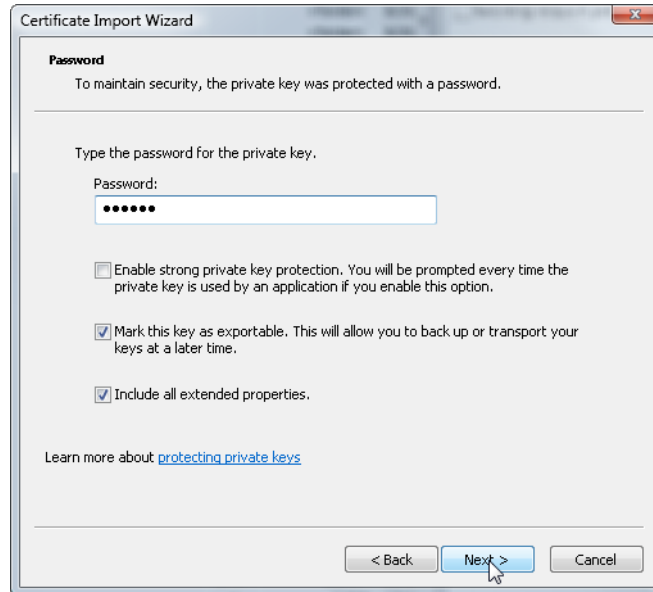 Certificate Import Wizard
Password
To maintain security, the private key was protected with a password.
Type the password for the private key.
Password:
••••••
Enable strong private key protection. You will be prompted every time the
private key is used by an application if you enable this option.
Mark this key as exportable. This will allow you to back up or transport your
keys at a later time.
Include all extended properties.
Learn more about protecting private keys
< Back Next > Cancel